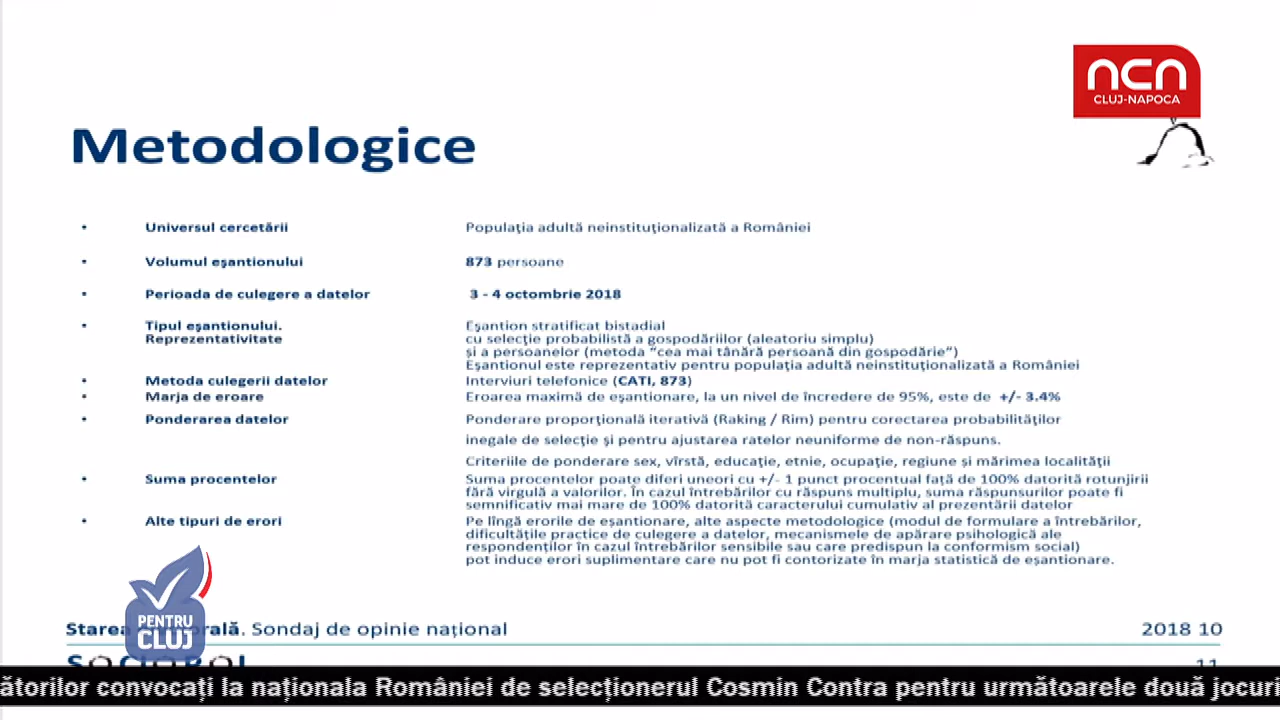 ncn
CLUJ-NAPOCA
Metodologice
• Universul cercetării Populaţia adultă neinstituţionalizată a României
• Volumul eşantionului 873 persoane
• Perioada de culegere a datelor 3 - 4 octombrie 2018
• Tipul eşantionului. Eşantion stratificat bistadial
Reprezentativitate cu selecţie probabilistă a gospodăriilor (aleatoriu simplu)
şi a persoanelor (metoda “cea mai tânără persoană din gospodărie”)
Eşantionul este reprezentativ pentru populaţia adultă neinstituţionalizată a României
• Metoda culegerii datelor Interviuri telefonice (CATI, 873)
• Marja de eroare Eroarea maximă de eşantionare, la un nivel de încredere de 95%, este de +/- 3.4%
• Ponderarea datelor Ponderare proporţională iterativă (Raking / Rim) pentru corectarea probabilităţilor
inegale de selecţie şi pentru ajustarea ratelor neuniforme de non-răspuns.
Criteriile de ponderare sex, vîrstă, educaţie, etnie, ocupaţie, regiune și mărimea localităţii
• Suma procentelor Suma procentelor poate diferi uneori cu +/- 1 punct procentual faţă de 100% datorită rotunjirii
fără virgulă a valorilor. În cazul întrebărilor cu răspuns multiplu, suma răspunsurilor poate fi
semnificativ mai mare de 100% datorită caracterului cumulativ al prezentării datelor
• Alte tipuri de erori Pe lîngă erorile de eşantionare, alte aspecte metodologice (modul de formulare a întrebărilor,
dificultăţile practice de culegere a datelor, mecanismele de apărare psihologică ale
respondenţilor în cazul întrebărilor sensibile sau care predispun la conformism social)
pot induce erori suplimentare care nu pot fi contorizate în marja statistică de eşantionare.
PENTRU
CLUJ
Starea . Sondaj de opinie naţional 2018 10
11
ătorilor convocați la naționala României de selecționerul Cosmin Contra pentru următoarele două jocuri